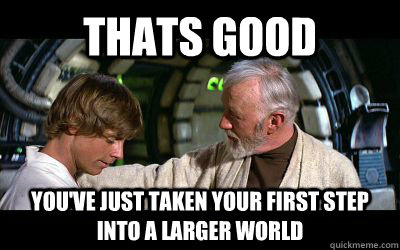 THATS GOOD
YOU'VE JUST TAKEN YOUR FIRST STEP
INTO A LARGER WORLD
quickmeme.com